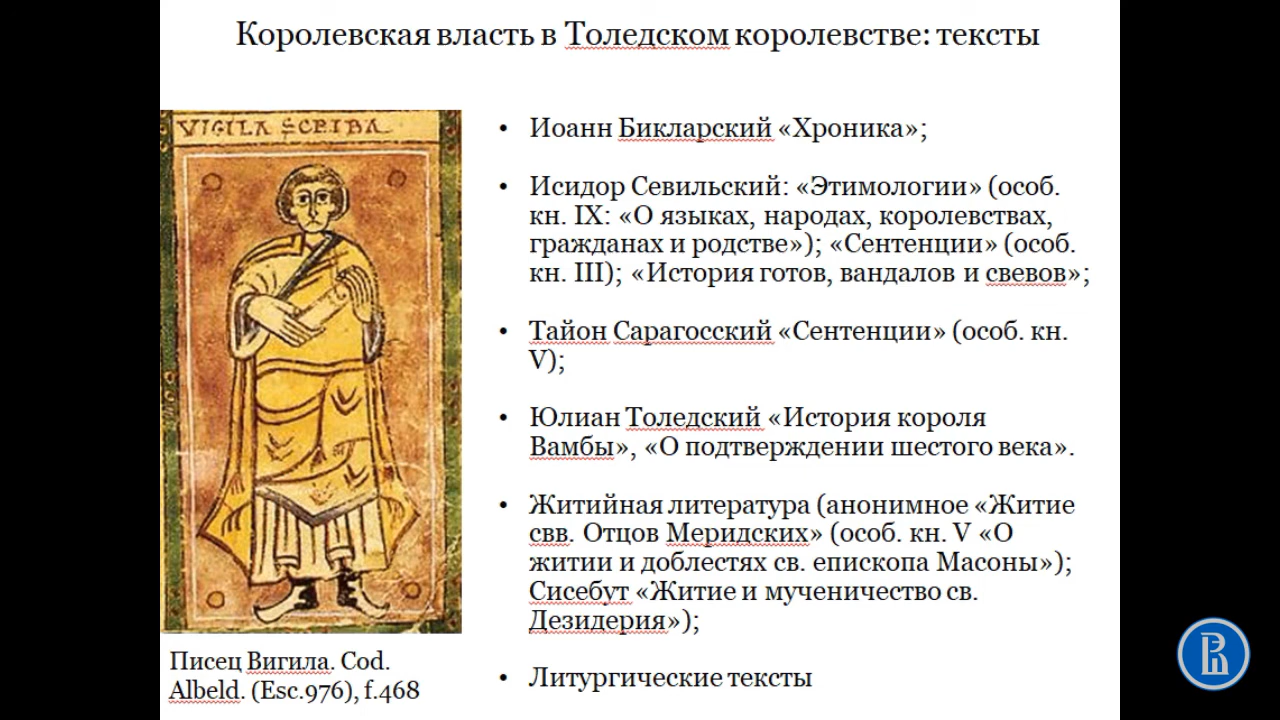 Королевская власть в Толедском королевстве: тексты
VIGILA SCRIBA
• Иоанн Бикларский «Хроника»;
• Исидор Севильский: «Этимологии» (особ.
кн. IX: «О языках, народах, королевствах,
гражданах и родстве»); «Сентенции» (особ.
кн. III); «История готов, вандалов и свевов»;
• Тайон Сарагосский «Сентенции» (особ. кн.
V);
• Юлиан Толедский «История короля
Вамбы», «О подтверждении шестого века».
• Житийная литература (анонимное «Житие
свв. Отцов Меридских» (особ. кн. V «О
житии и доблестях св. епископа Масоны»);
Сисебут «Житие и мученичество св.
Дезидерия»);
• Литургические тексты
Писец Вигила. Cod.
Albeld. (Esc.976), f.468